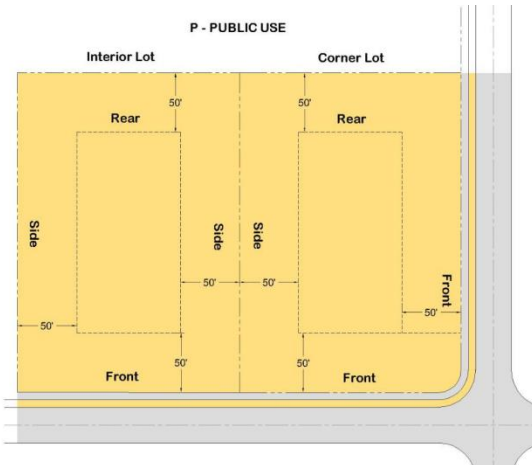 P - PUBLIC USE
Interior Lot
Corner Lot
50'
50'
Rear
Rear
Side
Side
Side
Front
50'
50'
50'
50'
50'
50'
Front
Front